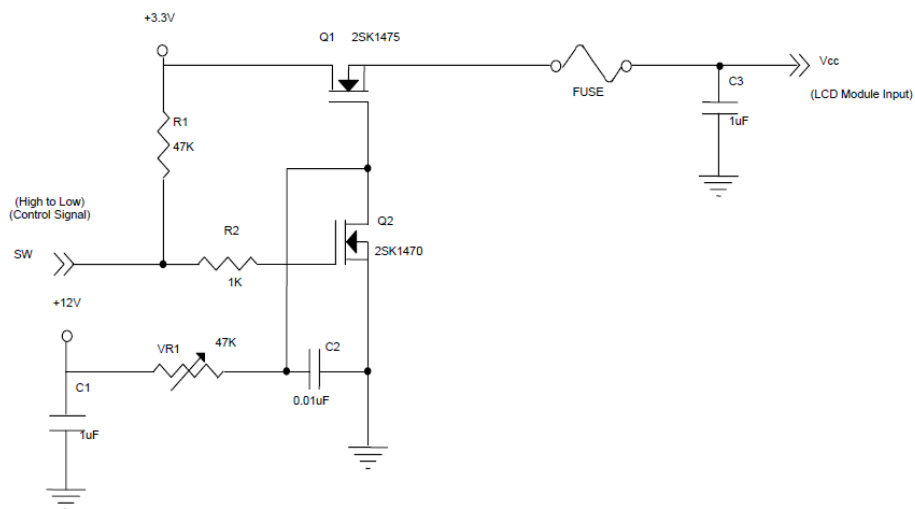 +3.3V
Q1 2SK1475
Vcc
(LCD Module Input)
FUSE
C3
1uF
R1
47K
(High to Low)
(Control Signal)
SW
R2
1K
Q2
2SK1470
+12V
VR1
47K
C2
0.01uF
C1
1uF